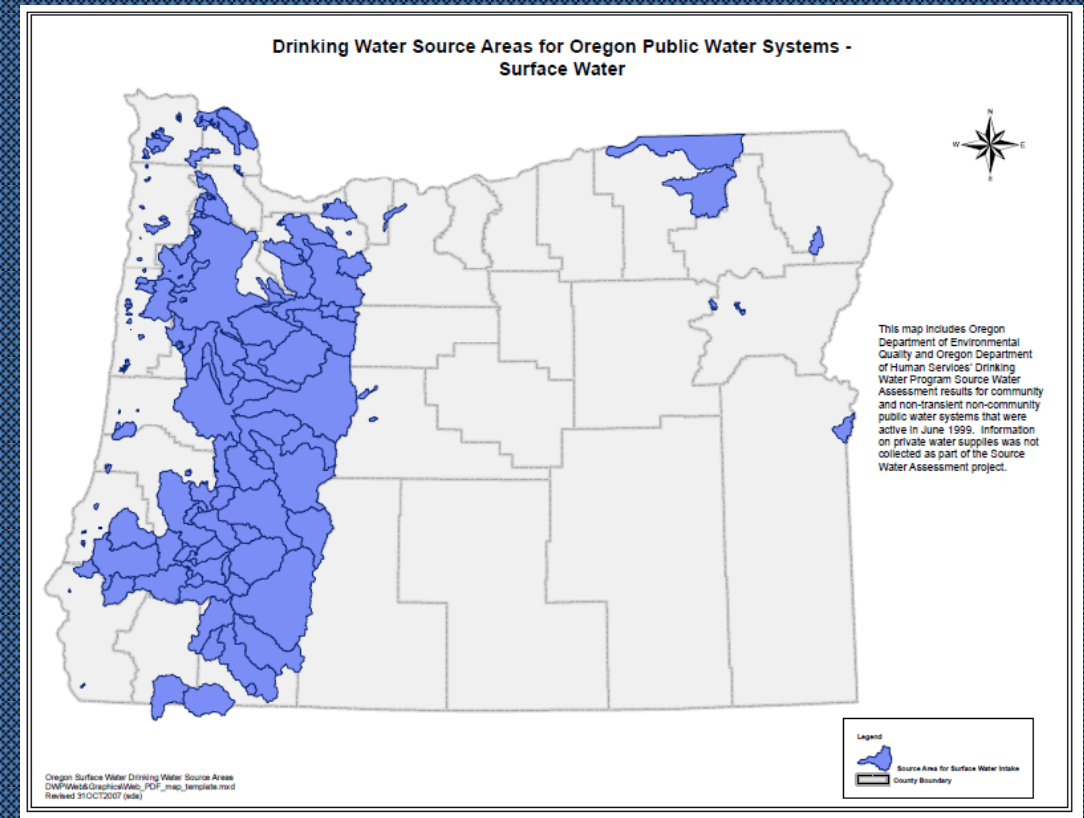 Drinking Water Source Areas for Oregon Public Water Systems -
Surface Water
N
W
E
S
This map includes Oregon
Department of Environmental
Quality and Oregon Department
of Human Services' Drinking
Water Program Source Water
Assessment results for community
and non-transient non-community
public water systems that were
active in June 1999. Information
on private water supplies was not
collected as part of the Source
Water Assessment project.
Legend
Source Area for Surface Water Intake
County Boundary
Oregon Surface Water Drinking Water Source Areas
DWP\Web&Graphics\Web_PDF_map_template.mxd
Revised 31OCT2007 (sda)